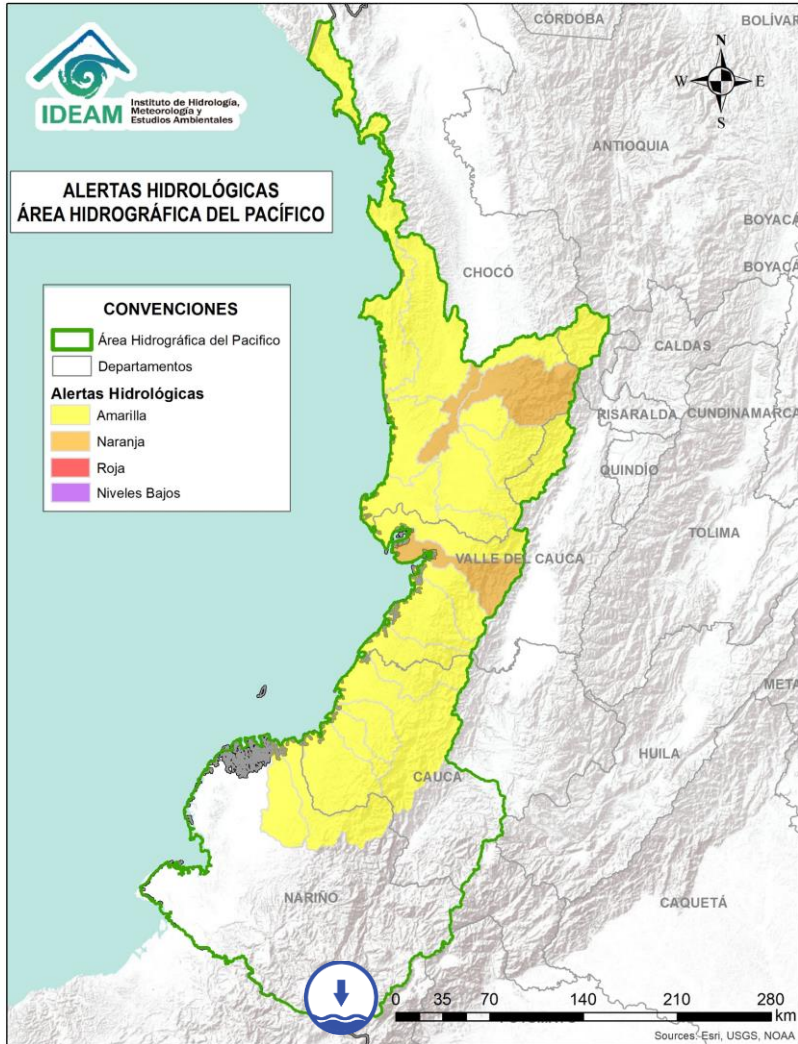 IDEAM
Instituto de Hidrología,
Meteorología y
Estudios Ambientales
ALERTAS HIDROLÓGICAS
ÁREA HIDROGRÁFICA DEL PACÍFICO
CONVENCIONES
Área Hidrográfica del Pacífico
Departamentos
Alertas Hidrológicas
Amarilla
Naranja
Roja
Niveles Bajos
N
W E
S
CÓRDOBA
BOLÍVAR
ANTIOQUIA
BOYACÁ
BOYACÁ
CHOCÓ
CALDAS
RISARALDA
CUNDINAMARCA
QUINDÍO
TOLIMA
VALLE DEL CAUCA
META
HUILA
CAUCA
NARIÑO
CAQUETÁ
0 35 70 140 210 280
km
Sources: Esri, USGS, NOAA